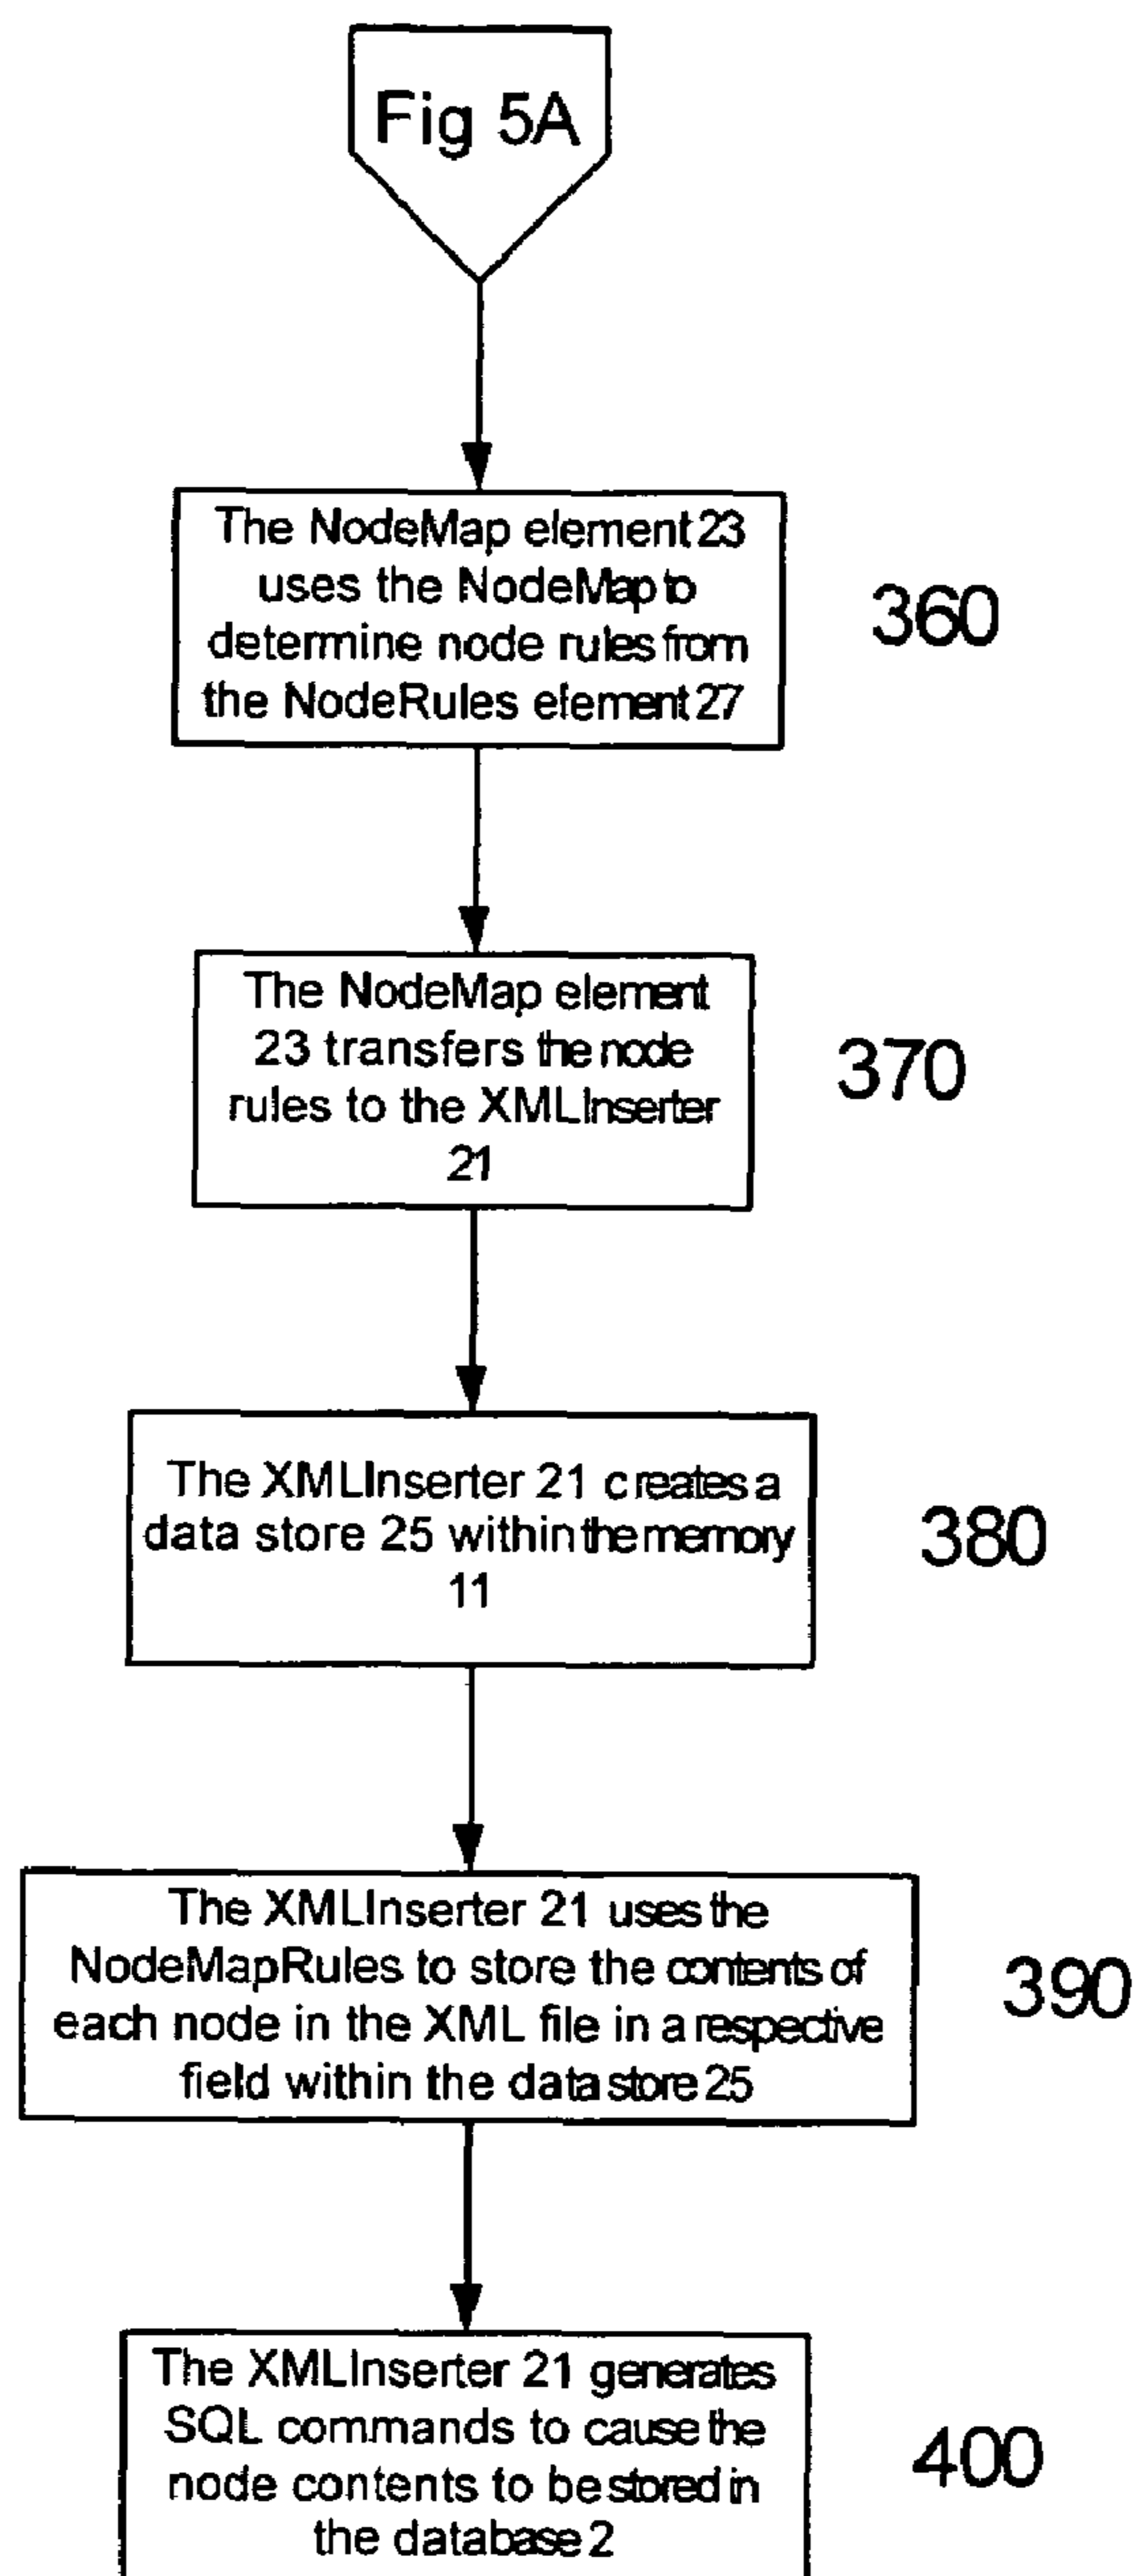 Fig 5A
The NodeMap element 23
uses the NodeMap to
determine node rules from
the NodeRules element 27
360
The NodeMap element
23 transfers the node
rules to the XMLInserter
21
370
The XMLInserter 21 creates a
data store 25 within the memory
11
380
The XMLInserter 21 uses the
NodeMapRules to store the contents of
each node in the XML file in a respective
field within the data store 25
390
The XMLInserter 21 generates
SQL commands to cause the
node contents to be stored in
the database 2
400